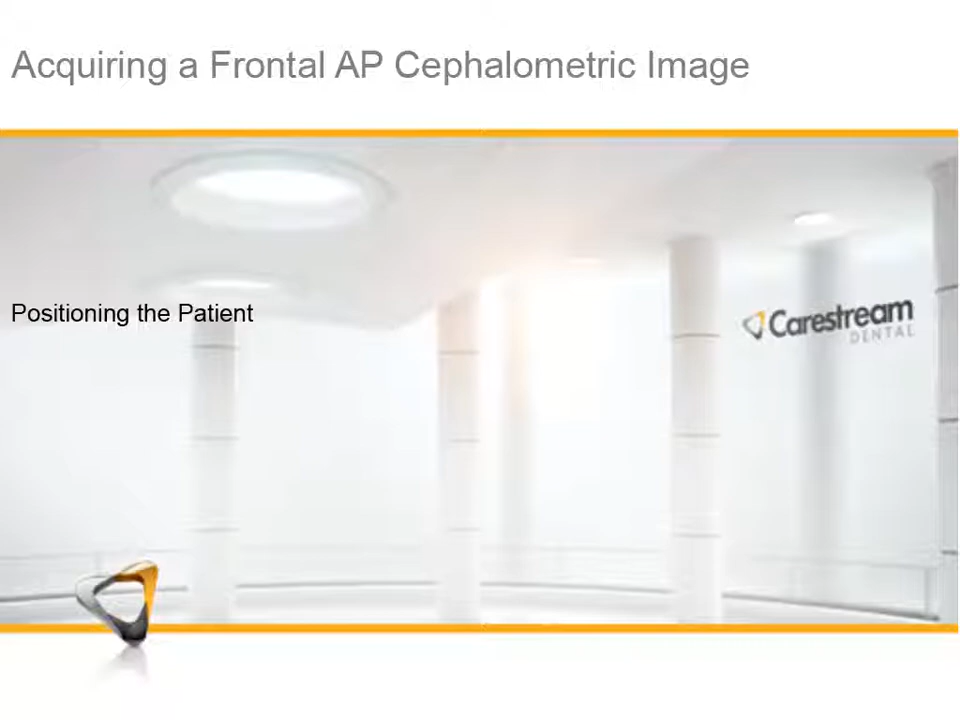 Acquiring a Frontal AP Cephalometric Image
Positioning the Patient
Carestream
DENTAL